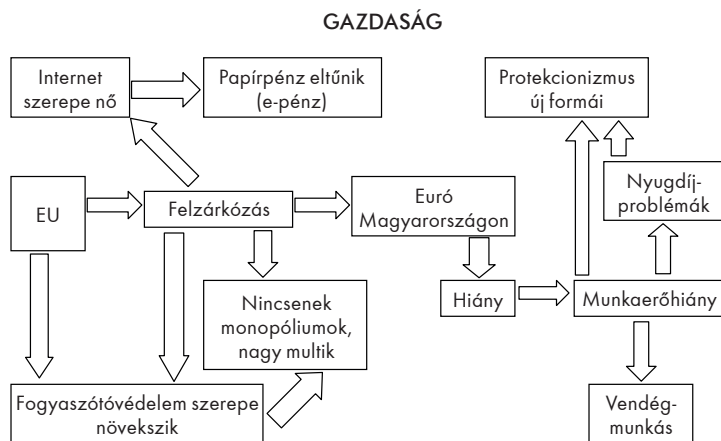 GAZDASÁG
Internet
szerepe nő
Papírpénz eltűnik
(e-pénz)
Protekcionizmus
új formái
EU
Felzárkózás
Euró
Magyarországon
Nyugdíj-
problémák
Nincsenek
monopóliumok,
nagy multik
Hiány
Munkaerőhiány
Fogyaszótóvédelem szerepe
növekszik
Vendég-
munkás